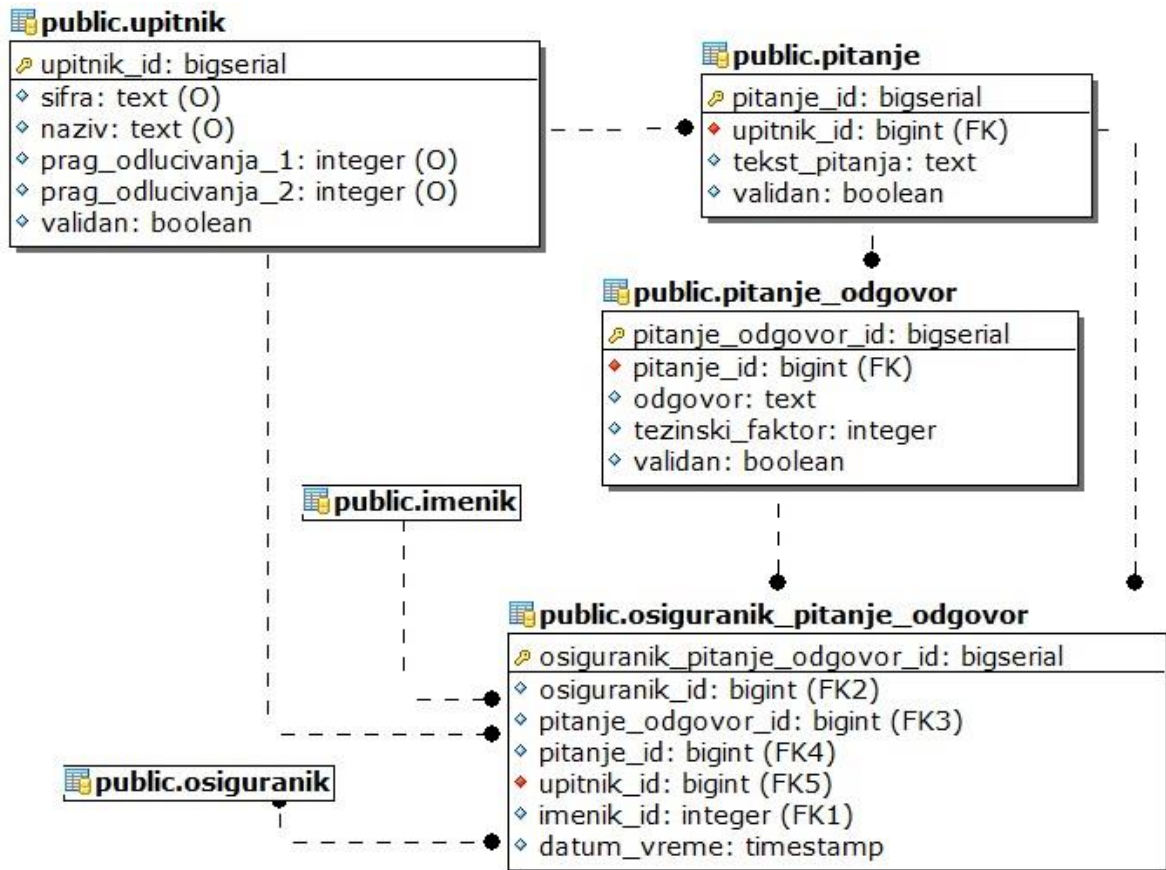 public.upitnik
upitnik_id: bigserial
sifra: text (O)
naziv: text (O)
prag_odlucivanja_1: integer (O)
prag_odlucivanja_2: integer (O)
validan: boolean
public.pitanje
pitanje_id: bigserial
upitnik_id: bigint (FK)
tekst_pitanja: text
validan: boolean
public.pitanje_odgovor
pitanje_odgovor_id: bigserial
pitanje_id: bigint (FK)
odgovor: text
tezinski_faktor: integer
validan: boolean
public.imenik
public.osiguranik
public.osiguranik_pitanje_odgovor
osiguranik_pitanje_odgovor_id: bigserial
osiguranik_id: bigint (FK2)
pitanje_odgovor_id: bigint (FK3)
pitanje_id: bigint (FK4)
upitnik_id: bigint (FK5)
imenik_id: integer (FK1)
datum_vreme: timestamp